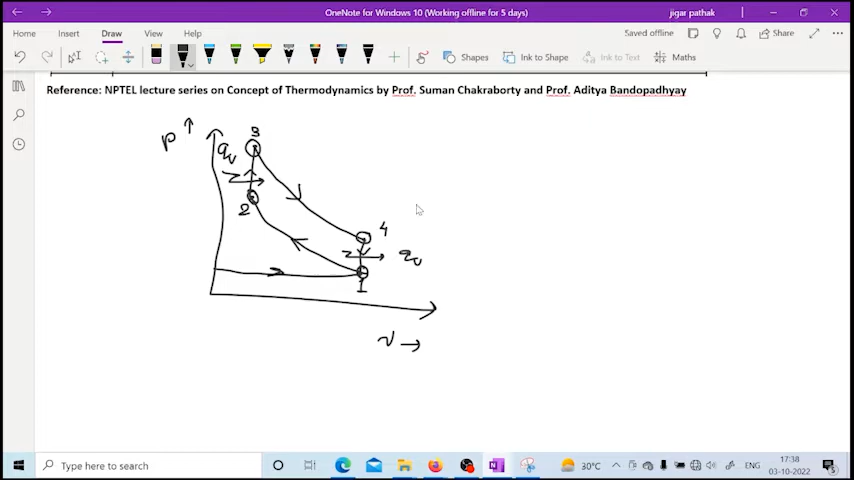 OneNote for Windows 10 (Working offline for 5 days)
jigar pathak
Home Insert Draw View Help
Saved offline
Share
Shapes
Ink to Shape
Ink to Text
Maths
Reference: NPTEL lecture series on Concept of Thermodynamics by Prof. Suman Chakraborty and Prof. Aditya Bandopadhyay
P ↑
3
qv
2
4
qv
1
v →
Type here to search
30°C
ENG
17:38
03-10-2022
5